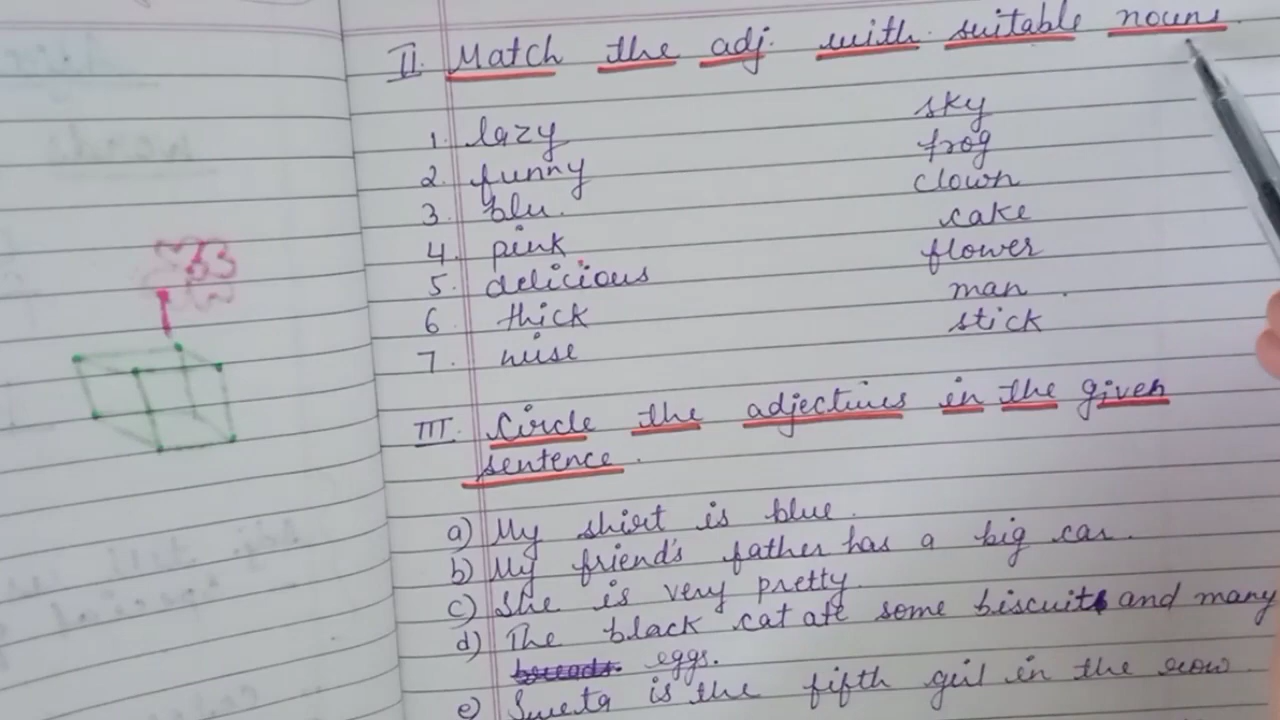 II. Match the adj. with suitable nouns.
1. lazy sky
2. funny frog
3. blu. clown
4. pink cake
5. delicious flower
6. thick man
7. wise stick
III. Circle the adjectives in the given
sentence.
a) My shirt is blue.
b) My friend's father has a big car.
c) She is very pretty.
d) The black cat ate some biscuits and many
breads eggs.
e) Sweta is the fifth girl in the row.